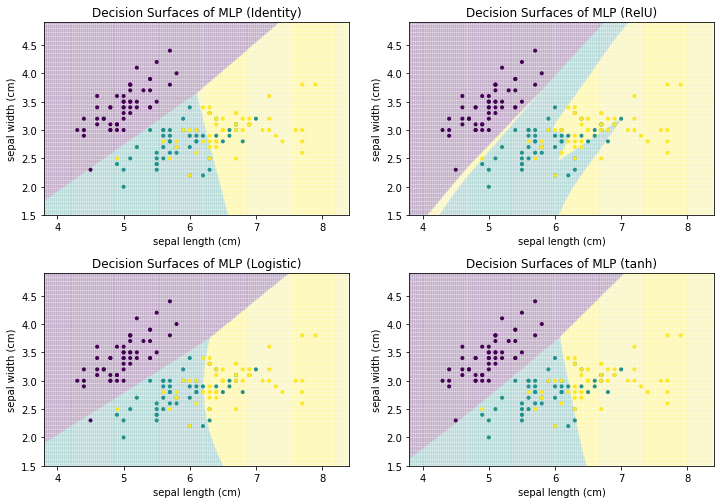 Decision Surfaces of MLP (Identity)
sepal width (cm)
4.5
4.0
3.5
3.0
2.5
2.0
1.5
4 5 6 7 8
sepal length (cm)
Decision Surfaces of MLP (RelU)
sepal width (cm)
4.5
4.0
3.5
3.0
2.5
2.0
1.5
4 5 6 7 8
sepal length (cm)
Decision Surfaces of MLP (Logistic)
sepal width (cm)
4.5
4.0
3.5
3.0
2.5
2.0
1.5
4 5 6 7 8
sepal length (cm)
Decision Surfaces of MLP (tanh)
sepal width (cm)
4.5
4.0
3.5
3.0
2.5
2.0
1.5
4 5 6 7 8
sepal length (cm)